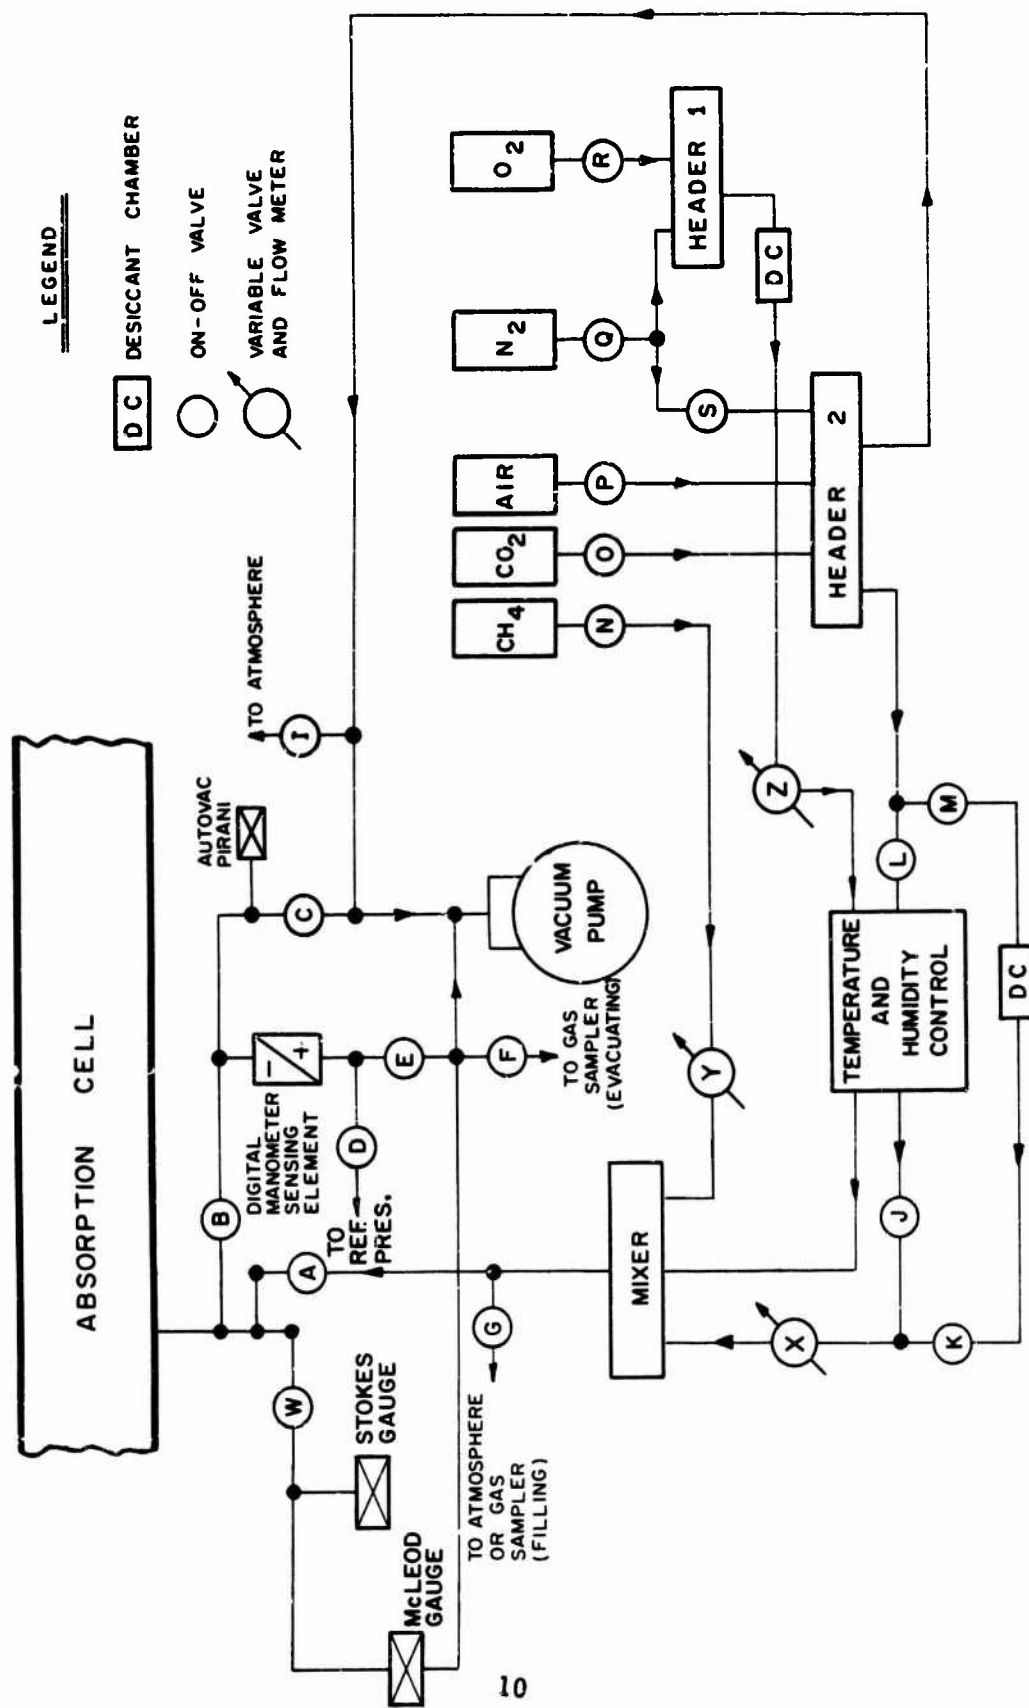 LEGEND
DC DESICCANT CHAMBER
ON-OFF VALVE
VARIABLE VALVE
AND FLOW METER
ABSORPTION CELL
TO ATMOSPHERE
I
AUTOVAC
PIRANI
C
B
DIGITAL
MANOMETER
SENSING
ELEMENT
- +
E
D
TO
REF.
PRES.
A
W
STOKES
GAUGE
McLEOD
GAUGE
G
TO ATMOSPHERE
OR GAS
SAMPLER
(FILLING)
F
TO GAS
SAMPLER
(EVACUATING)
VACUUM
PUMP
CH4
CO2
AIR
N2
O2
N
O
P
Q
R
S
HEADER 1
DC
HEADER 2
Z
Y
X
MIXER
TEMPERATURE
AND
HUMIDITY
CONTROL
L
M
J
K
DC
10